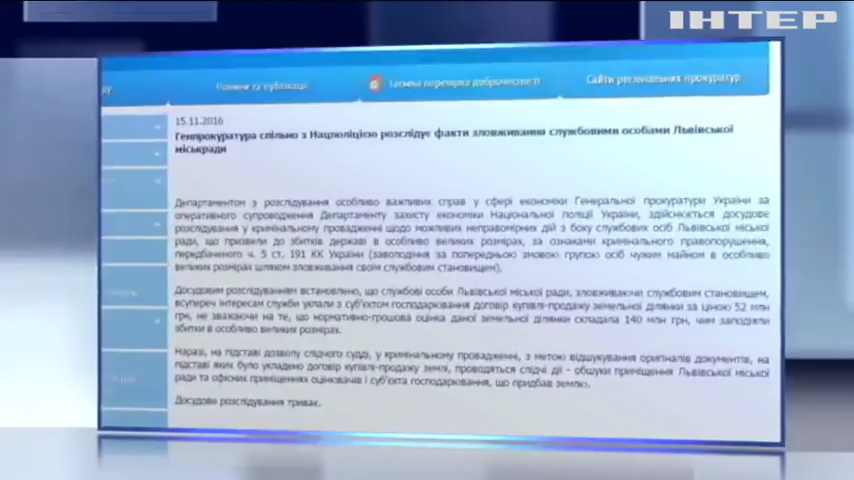 ІНТЕР
ру
Новини та публікації
Таємна перевірка доброчесності
Сайти регіональних прокуратур
15.11.2016
Генпрокуратура спільно з Нацполіцією розслідує факти зловживання службовими особами Львівської
міськради
Департаментом з розслідування особливо важливих справ у сфері економіки Генеральної прокуратури України за
оперативного супроводження Департаменту захисту економіки Національної поліції України, здійснюється досудове
розслідування у кримінальному провадженні щодо можливих неправомірних дій з боку службових осіб Львівської міської
ради, що призвели до збитків державі в особливо великих розмірах, за ознаками кримінального правопорушення,
передбаченого ч. 5 ст. 191 КК України (заволодіння за попередньою змовою групою осіб чужим майном в особливо
великих розмірах шляхом зловживання своїм службовим становищем).
Досудовим розслідуванням встановлено, що службові особи Львівської міської ради, зловживаючи службовим становищем,
всупереч інтересам служби уклали з суб'єктом господарювання договір купівлі-продажу земельної ділянки за ціною 52 млн
грн, не зважаючи на те, що нормативно-грошова оцінка даної земельної ділянки складала 140 млн грн, чим заподіяли
збитки в особливо великих розмірах.
Наразі, на підставі дозволу слідчого судді, у кримінальному провадженні, з метою відшукування оригіналів документів, на
підставі яких було укладено договір купівлі-продажу землі, проводяться слідчі дії - обшуки приміщення Львівської міської
ради та офісних приміщеннях оцінювачів і суб'єкта господарювання, що придбав землю.
Досудове розслідування триває.